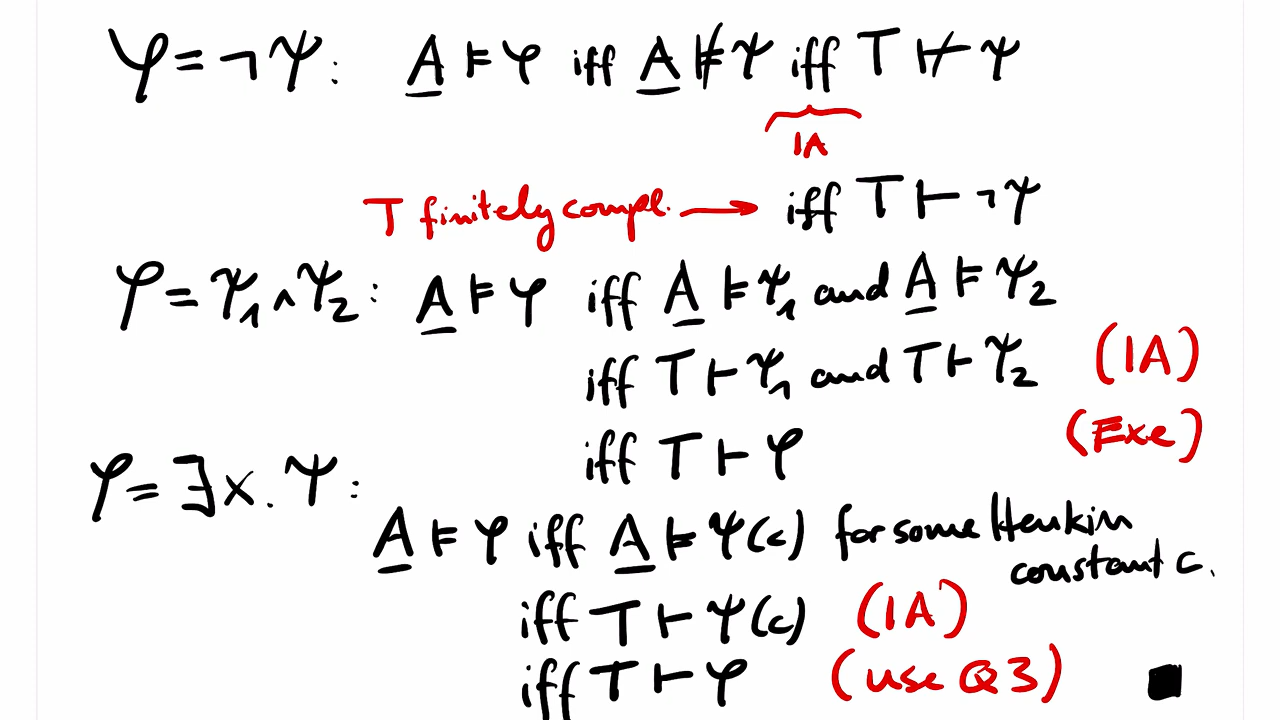 φ = ¬ψ: A ⊨ φ iff A ⊭ ψ iff T ⊬ ψ
IA
T finitely compl. → iff T ⊢ ¬ψ
φ = ψ₁ ∧ ψ₂: A ⊨ φ iff A ⊨ ψ₁ and A ⊨ ψ₂
iff T ⊢ ψ₁ and T ⊢ ψ₂ (IA)
iff T ⊢ φ (Exe)
φ = ∃x. ψ:
A ⊨ φ iff A ⊨ ψ(c) for some Henkin
constant c.
iff T ⊢ ψ(c) (IA)
iff T ⊢ φ (use Q3) ■